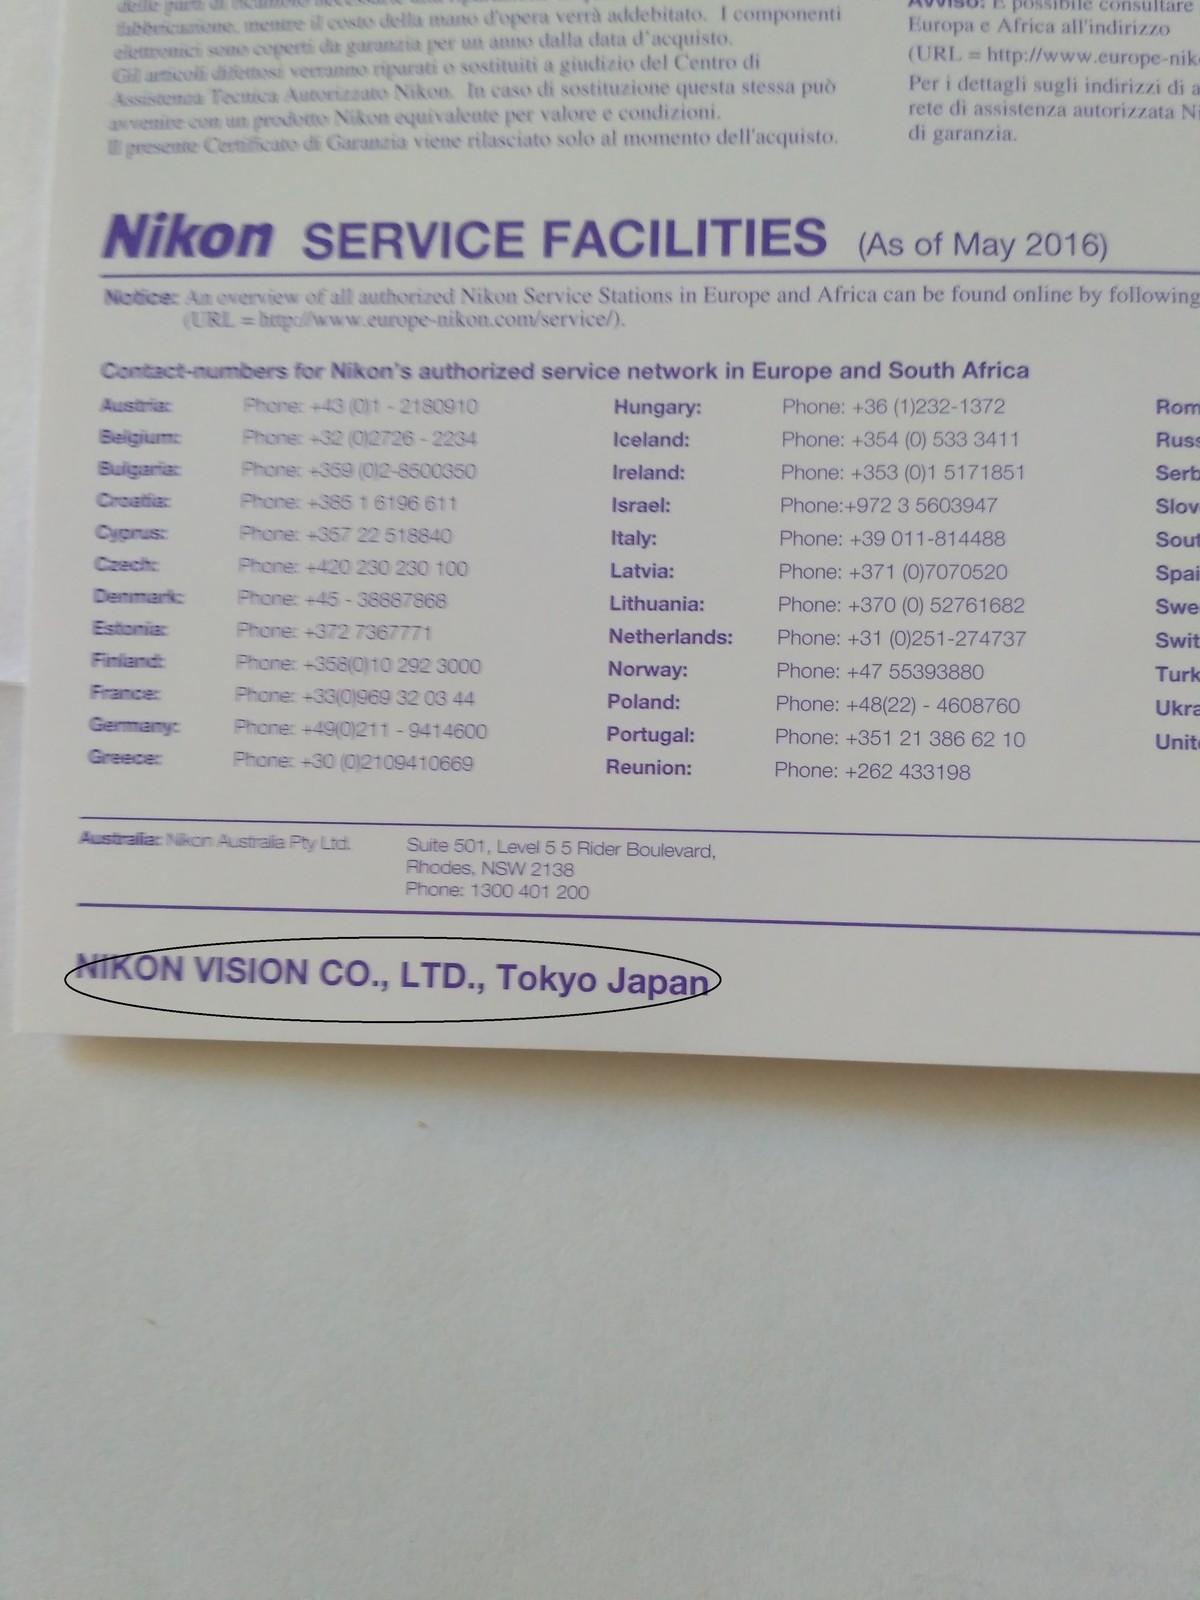 fabbricazione, mentre il costo della mano d'opera verrà addebitato. I componenti
elettronici sono coperti da garanzia per un anno dalla data d'acquisto.
Gli articoli difettosi verranno riparati o sostituiti a giudizio del Centro di
Assistenza Tecnica Autorizzato Nikon. In caso di sostituzione questa stessa può
avvenire con un prodotto Nikon equivalente per valore e condizioni.
Il presente Certificato di Garanzia viene rilasciato solo al momento dell'acquisto.
Avviso: È possibile consultare
Europa e Africa all'indirizzo
(URL = http://www.europe-nik
Per i dettagli sugli indirizzi di a
rete di assistenza autorizzata Ni
di garanzia.
Nikon SERVICE FACILITIES (As of May 2016)
Notice: An overview of all authorized Nikon Service Stations in Europe and Africa can be found online by following
(URL = http://www.europe-nikon.com/service/).
Contact-numbers for Nikon's authorized service network in Europe and South Africa
Austria: Phone: +43 (0)1 - 2180910
Belgium: Phone: +32 (0)2726 - 2234
Bulgaria: Phone: +359 (0)2-8500350
Croatia: Phone: +385 1 6196 611
Cyprus: Phone: +357 22 518840
Czech: Phone: +420 230 230 100
Denmark: Phone: +45 - 38887868
Estonia: Phone: +372 7367771
Finland: Phone: +358(0)10 292 3000
France: Phone: +33(0)969 32 03 44
Germany: Phone: +49(0)211 - 9414600
Greece: Phone: +30 (0)2109410669
Hungary: Phone: +36 (1)232-1372
Iceland: Phone: +354 (0) 533 3411
Ireland: Phone: +353 (0)1 5171851
Israel: Phone:+972 3 5603947
Italy: Phone: +39 011-814488
Latvia: Phone: +371 (0)7070520
Lithuania: Phone: +370 (0) 52761682
Netherlands: Phone: +31 (0)251-274737
Norway: Phone: +47 55393880
Poland: Phone: +48(22) - 4608760
Portugal: Phone: +351 21 386 62 10
Reunion: Phone: +262 433198
Rom
Russ
Serb
Slov
Sout
Spai
Swe
Swit
Turk
Ukra
Unit
Australia: Nikon Australia Pty Ltd. Suite 501, Level 5 5 Rider Boulevard,
Rhodes, NSW 2138
Phone: 1300 401 200
NIKON VISION CO., LTD., Tokyo Japan